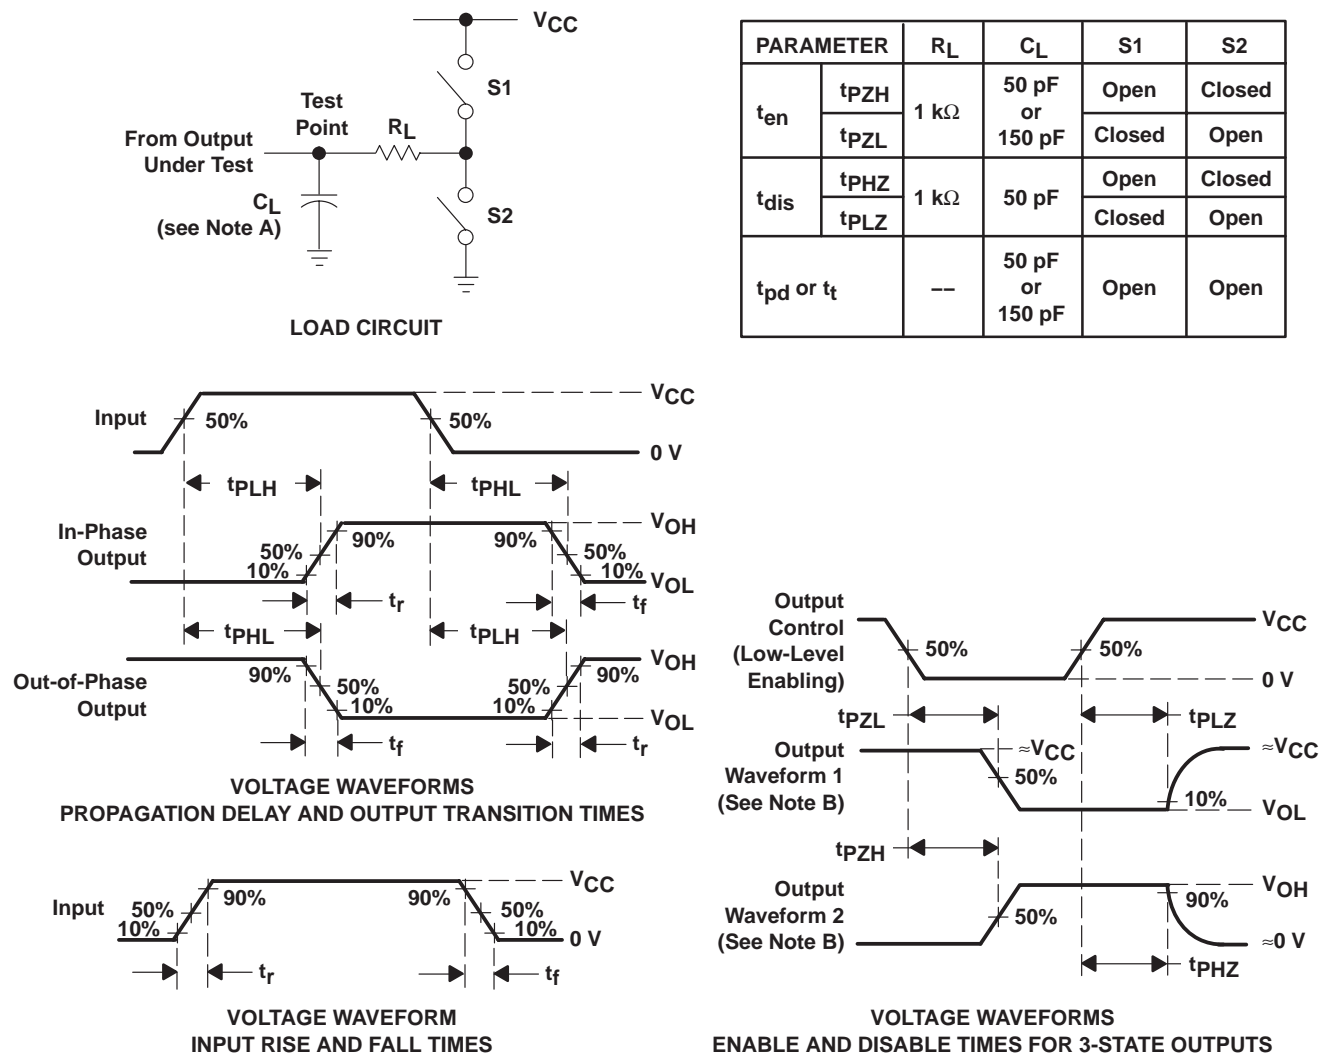 VCC
S1
Test
Point
RL
From Output
Under Test
CL
(see Note A)
S2
LOAD CIRCUIT
PARAMETER RL CL S1 S2
ten tPZH 1 kΩ 50 pF or 150 pF Open Closed
tPZL Closed Open
tdis tPHZ 1 kΩ 50 pF Open Closed
tPLZ Closed Open
tpd or tt –– 50 pF or 150 pF Open Open
VCC
Input 50% 50%
0 V
tPLH tPHL
In-Phase
Output
VOH
90% 90%
50% 50%
10% 10%
VOL
tr tf
tPHL tPLH
Out-of-Phase
Output
VOH
90% 90%
50% 50%
10% 10%
VOL
tf tr
VOLTAGE WAVEFORMS
PROPAGATION DELAY AND OUTPUT TRANSITION TIMES
VCC
Input
90% 90%
50% 50%
10% 10%
0 V
tr tf
VOLTAGE WAVEFORM
INPUT RISE AND FALL TIMES
Output
Control
(Low-Level
Enabling)
VCC
50% 50%
0 V
tPZL tPLZ
Output
Waveform 1
(See Note B)
≈VCC ≈VCC
50%
10%
VOL
tPZH
Output
Waveform 2
(See Note B)
VOH
90%
50%
≈0 V
tPHZ
VOLTAGE WAVEFORMS
ENABLE AND DISABLE TIMES FOR 3-STATE OUTPUTS